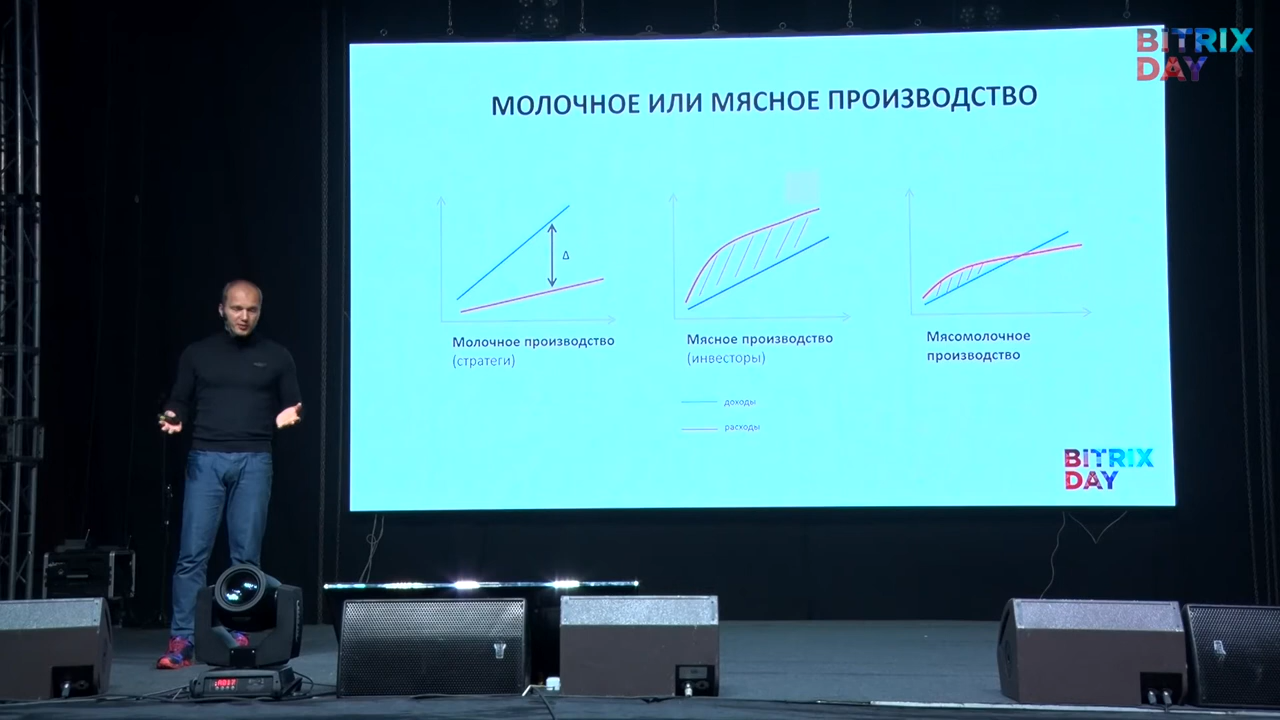 BITRIX
DAY
МОЛОЧНОЕ ИЛИ МЯСНОЕ ПРОИЗВОДСТВО
Δ
Молочное производство
(стратеги)
Мясное производство
(инвесторы)
Мясомолочное
производство
доходы
расходы
BITRIX
DAY